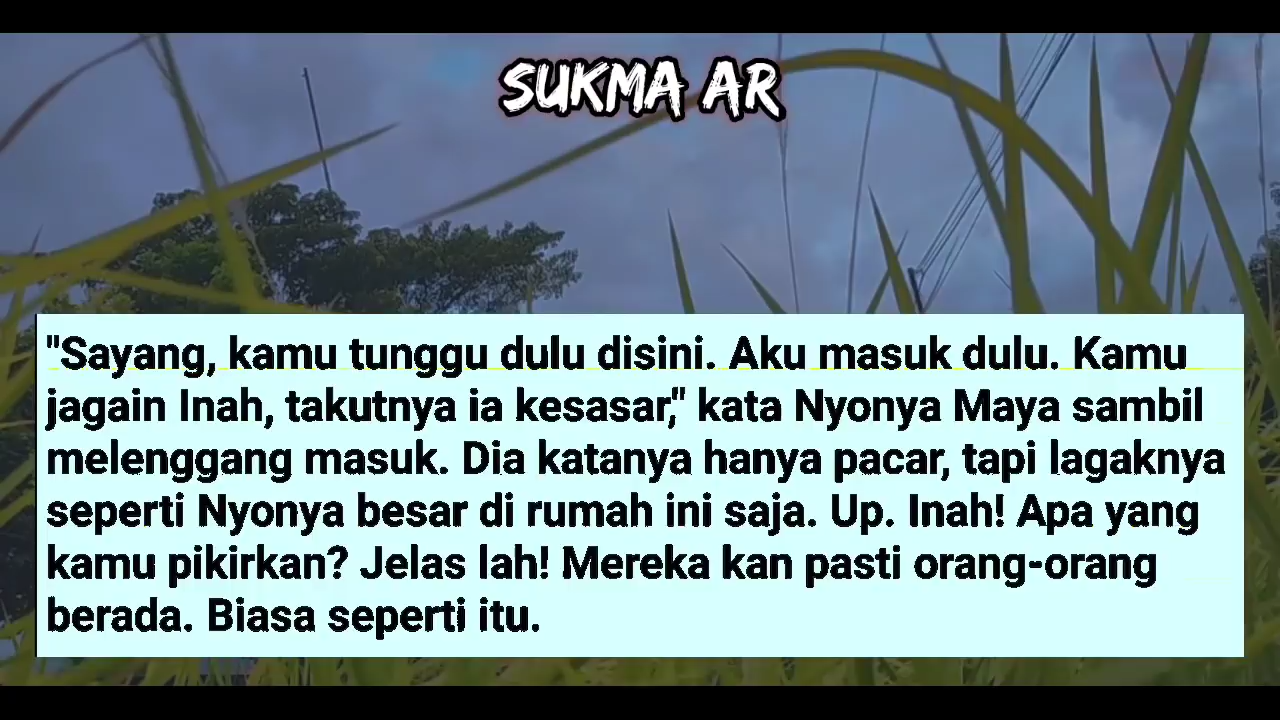 SUKMA AR
"Sayang, kamu tunggu dulu disini. Aku masuk dulu. Kamu
jagain Inah, takutnya ia kesasar," kata Nyonya Maya sambil
melenggang masuk. Dia katanya hanya pacar, tapi lagaknya
seperti Nyonya besar di rumah ini saja. Up. Inah! Apa yang
kamu pikirkan? Jelas lah! Mereka kan pasti orang-orang
berada. Biasa seperti itu.